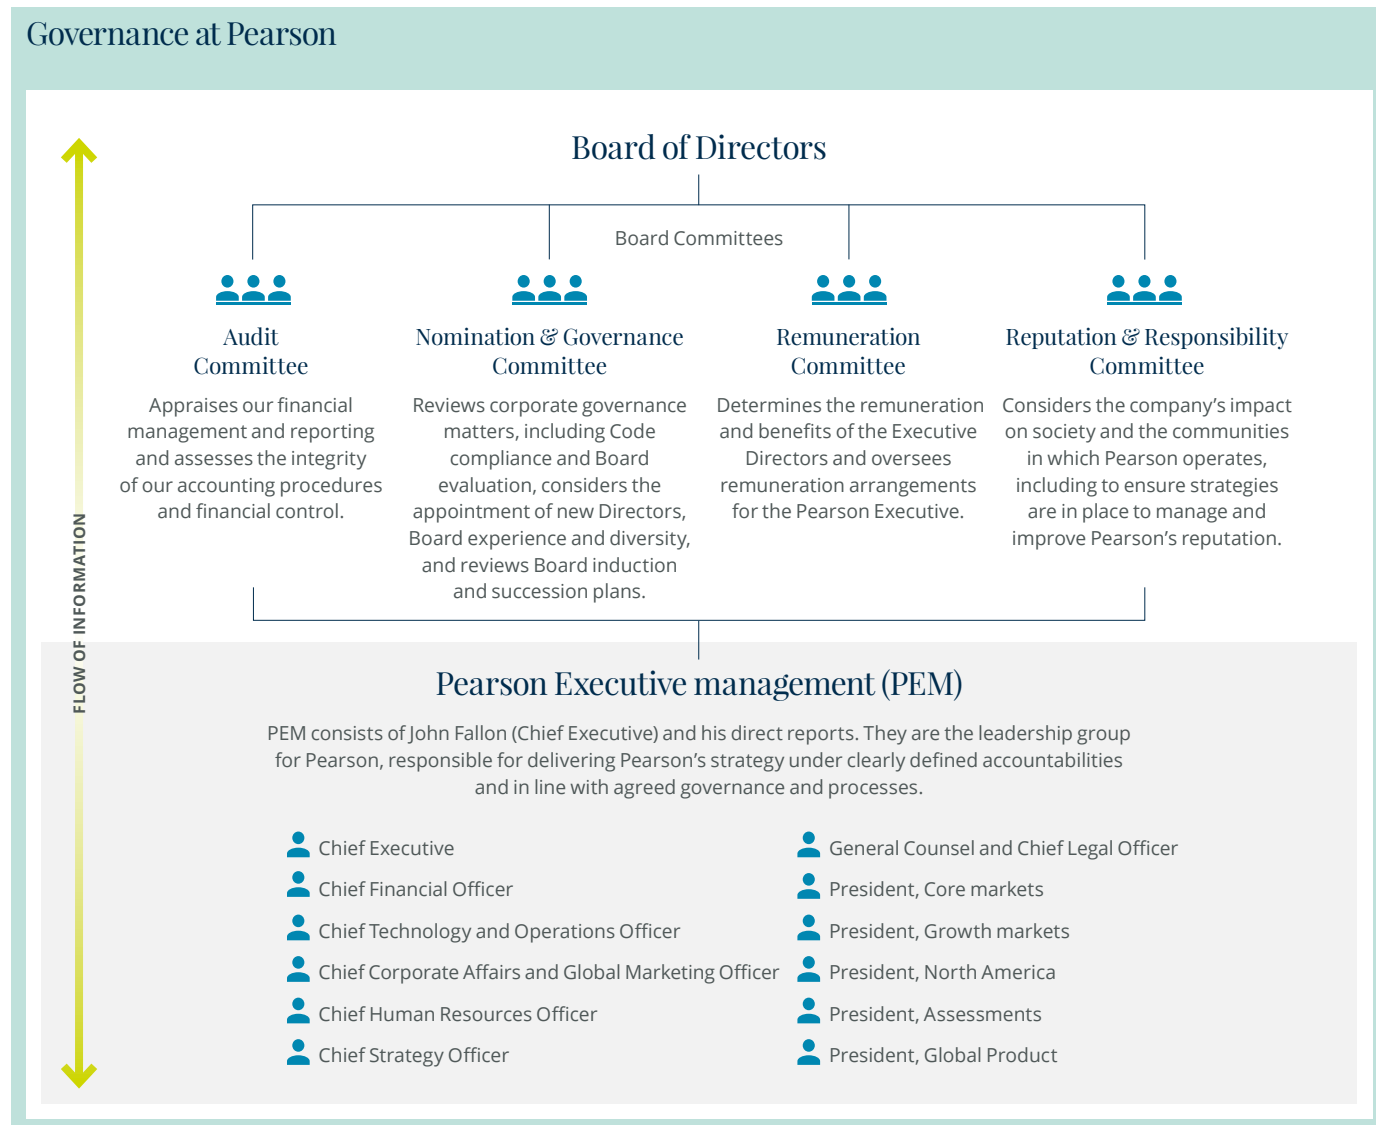 Governance at Pearson
Board of Directors
Board Committees
Audit
Committee
Appraises our financial
management and reporting
and assesses the integrity
of our accounting procedures
and financial control.
Nomination & Governance
Committee
Reviews corporate governance
matters, including Code
compliance and Board
evaluation, considers the
appointment of new Directors,
Board experience and diversity,
and reviews Board induction
and succession plans.
Remuneration
Committee
Determines the remuneration
and benefits of the Executive
Directors and oversees
remuneration arrangements
for the Pearson Executive.
Reputation & Responsibility
Committee
Considers the company’s impact
on society and the communities
in which Pearson operates,
including to ensure strategies
are in place to manage and
improve Pearson’s reputation.
FLOW OF INFORMATION
Pearson Executive management (PEM)
PEM consists of John Fallon (Chief Executive) and his direct reports. They are the leadership group
for Pearson, responsible for delivering Pearson’s strategy under clearly defined accountabilities
and in line with agreed governance and processes.
Chief Executive
Chief Financial Officer
Chief Technology and Operations Officer
Chief Corporate Affairs and Global Marketing Officer
Chief Human Resources Officer
Chief Strategy Officer
General Counsel and Chief Legal Officer
President, Core markets
President, Growth markets
President, North America
President, Assessments
President, Global Product